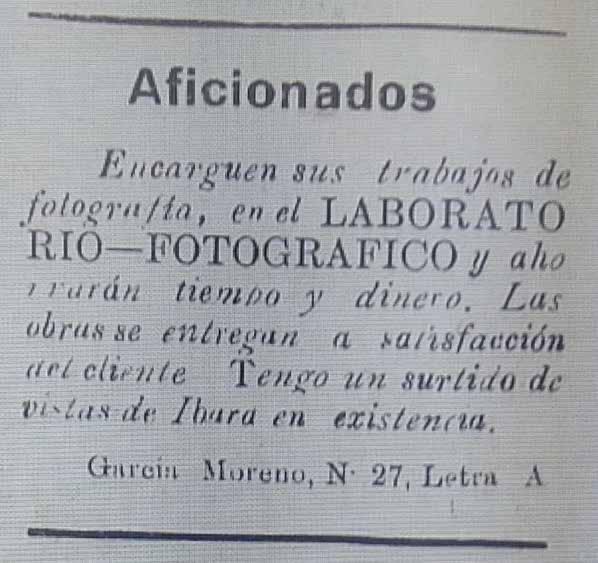 Aficionados
Encarguen sus trabajos de
fotografía, en el LABORATO
RIO—FOTOGRAFICO y aho
rrarán tiempo y dinero. Las
obras se entregan a satisfacción
del cliente Tengo un surtido de
vistas de Ibara en existencia.
García Moreno, N· 27, Letra A